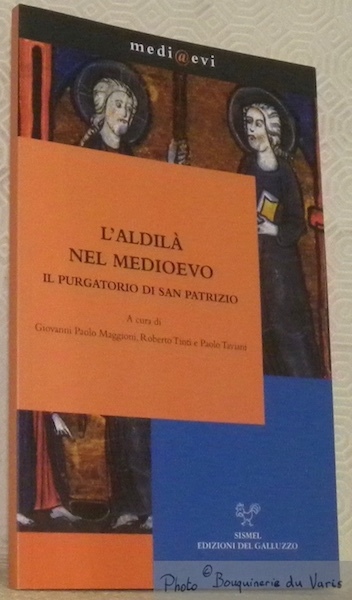 medi@evi
L'ALDILÀ
NEL MEDIOEVO
IL PURGATORIO DI SAN PATRIZIO
A cura di
Giovanni Paolo Maggioni, Roberto Tinti e Paolo Taviani
SISMEL
EDIZIONI DEL GALLUZZO
Photo © Bouquinerie du Varis